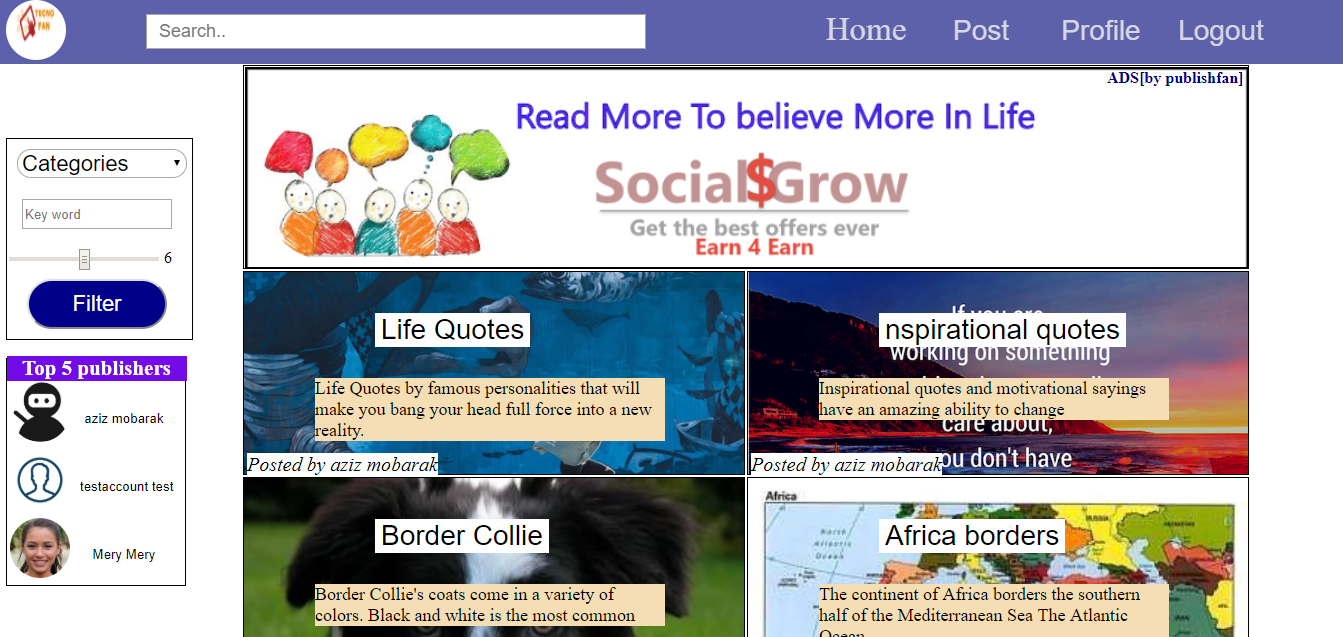 TECNO
FAN
Search..
Home Post Profile Logout
ADS[by publishfan]
Read More To believe More In Life
Social$Grow
Get the best offers ever
Earn 4 Earn
Categories
Key word
6
Filter
Top 5 publishers
aziz mobarak
testaccount test
Mery Mery
Life Quotes
Life Quotes by famous personalities that will
make you bang your head full force into a new
reality.
Posted by aziz mobarak
If you are
nspirational quotes
working on something
Inspirational quotes and motivational sayings
have an amazing ability to change
care about,
you don't have
Posted by aziz mobarak
Border Collie
Border Collie's coats come in a variety of
colors. Black and white is the most common
Africa
North
Atlantic
Ocean
RUSSIA
Africa borders
The continent of Africa borders the southern
half of the Mediterranean Sea The Atlantic
Ocean